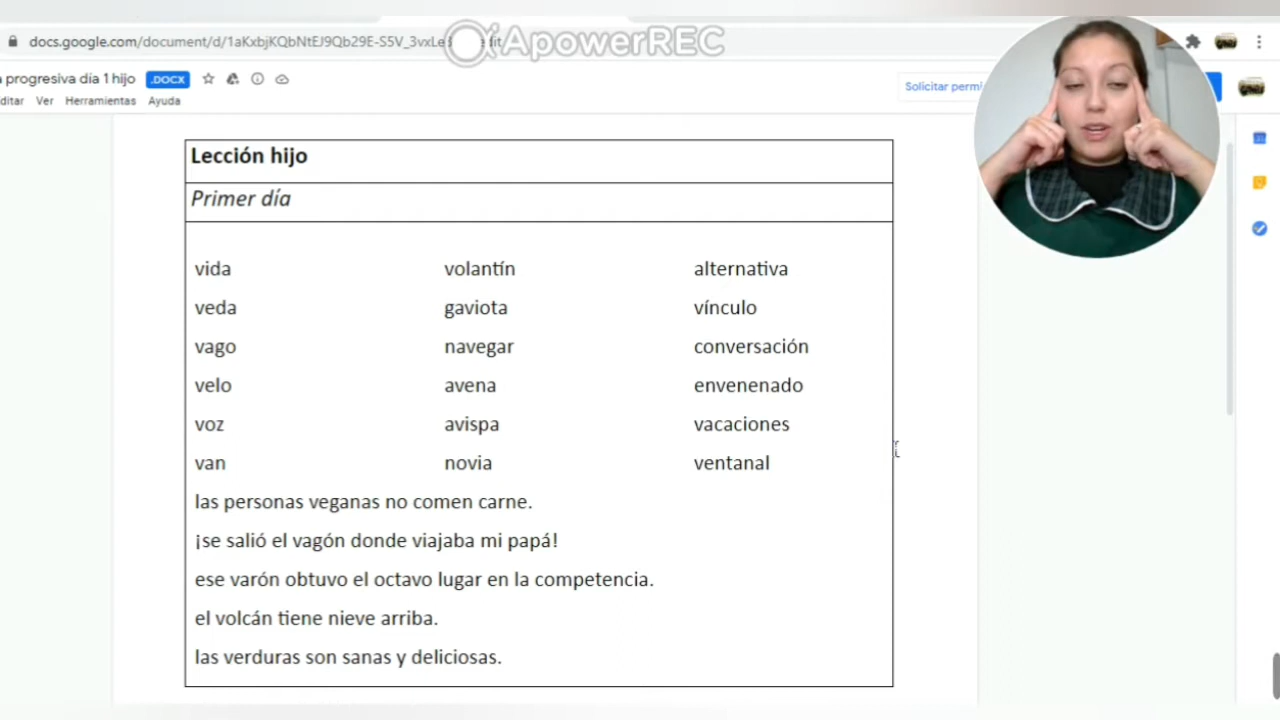 docs.google.com/document/d/1aKxbjKQbNtEJ9Qb29E-S5V_3vxLe
ApowerREC
progresiva día 1 hijo .DOCX
ditar Ver Herramientas Ayuda
Solicitar permi
Lección hijo
Primer día
vida volantín alternativa
veda gaviota vínculo
vago navegar conversación
velo avena envenenado
voz avispa vacaciones
van novia ventanal
las personas veganas no comen carne.
¡se salió el vagón donde viajaba mi papá!
ese varón obtuvo el octavo lugar en la competencia.
el volcán tiene nieve arriba.
las verduras son sanas y deliciosas.